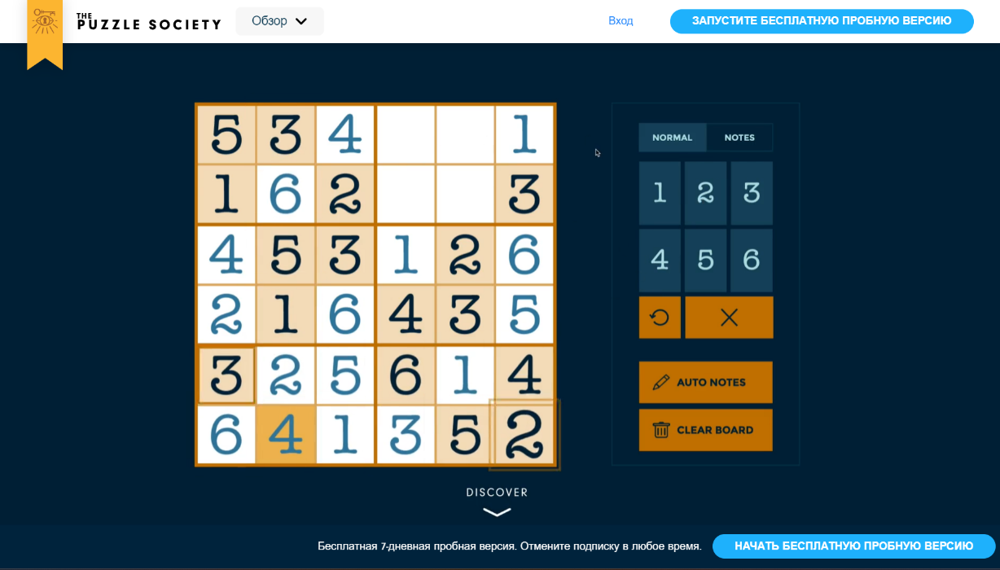 THE
PUZZLE SOCIETY
Обзор
Вход
ЗАПУСТИТЕ БЕСПЛАТНУЮ ПРОБНУЮ ВЕРСИЮ
5 3 4 1
1 6 2 3
4 5 3 1 2 6
2 1 6 4 3 5
3 2 5 6 1 4
6 4 1 3 5 2
NORMAL NOTES
1 2 3
4 5 6
AUTO NOTES
CLEAR BOARD
DISCOVER
Бесплатная 7-дневная пробная версия. Отмените подписку в любое время.
НАЧАТЬ БЕСПЛАТНУЮ ПРОБНУЮ ВЕРСИЮ